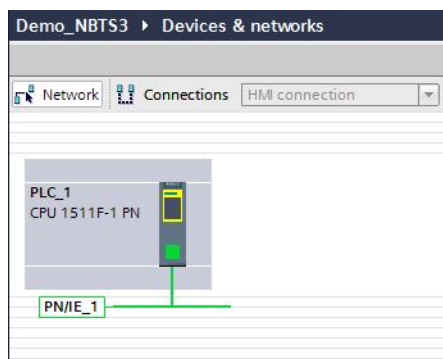 Demo_NBTS3 ▸ Devices & networks
Network Connections HMI connection
PLC_1
CPU 1511F-1 PN
PN/IE_1